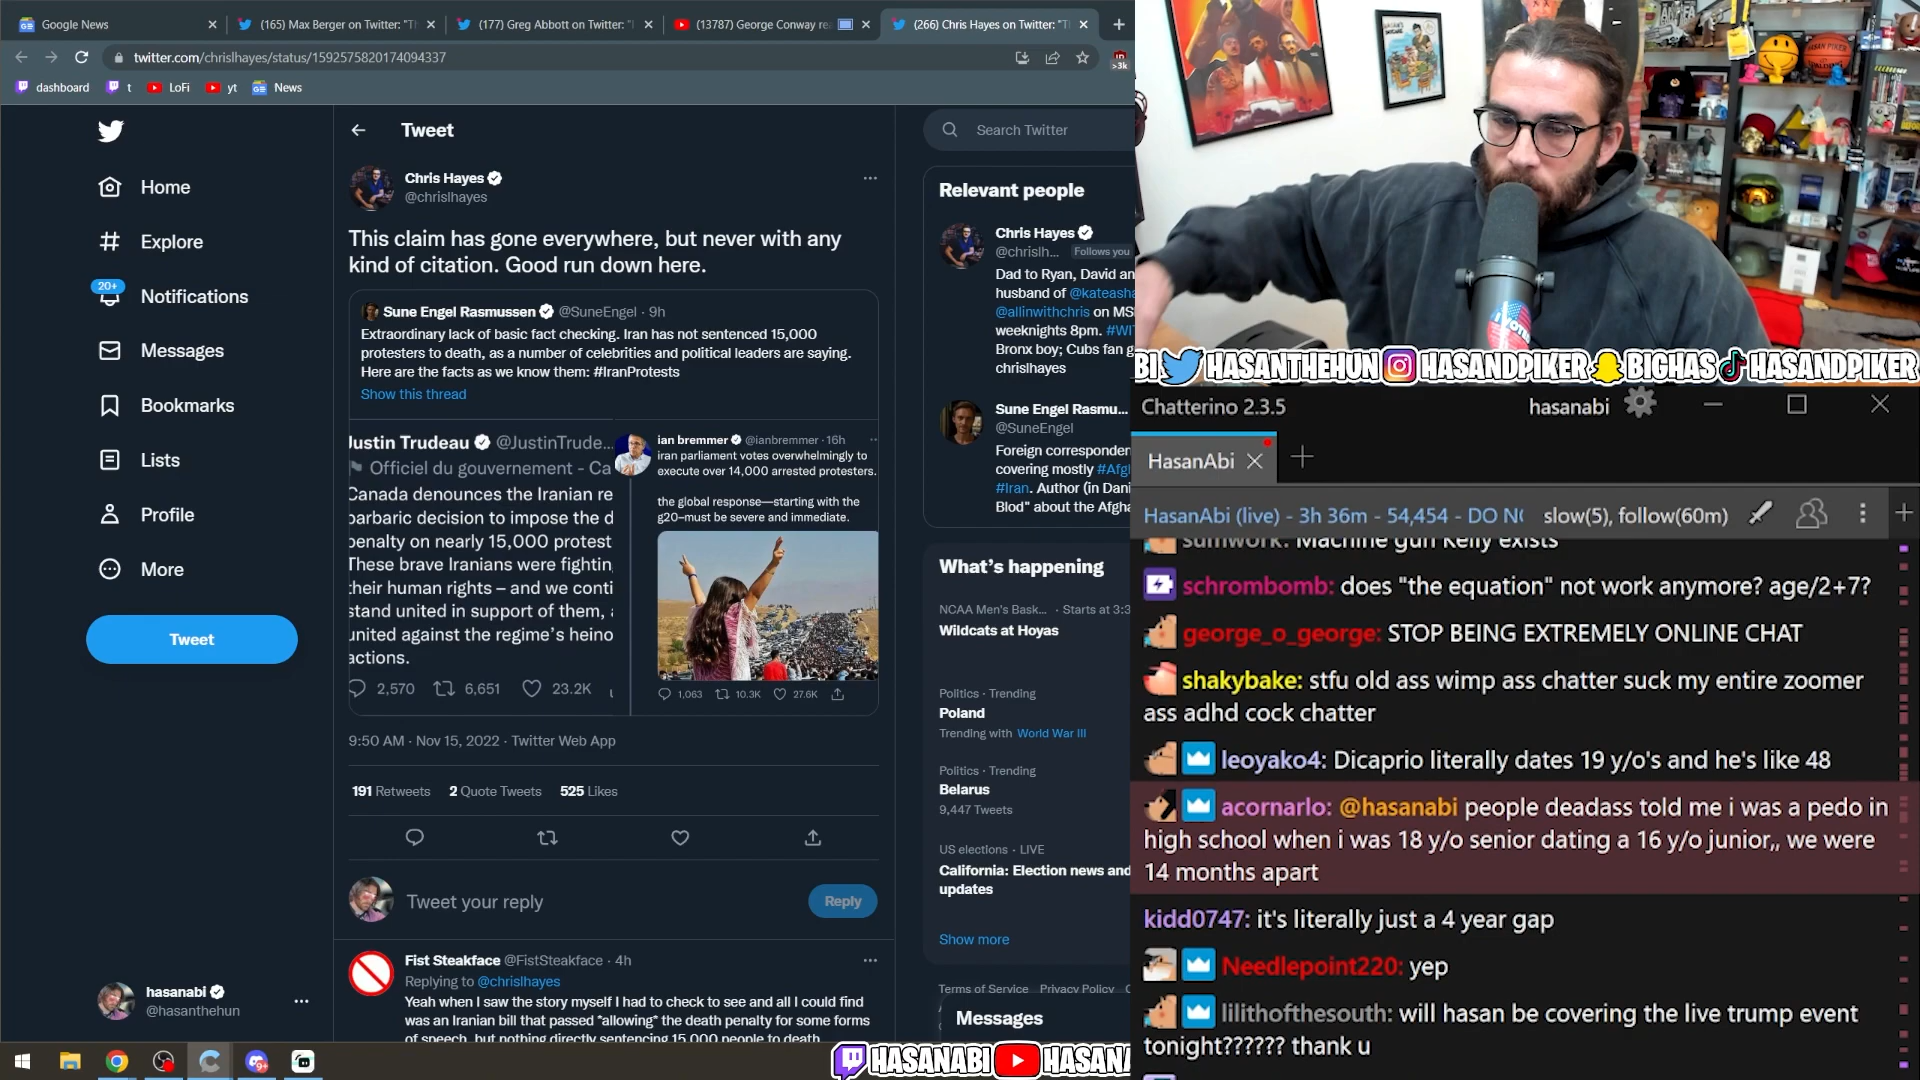 Google News
(165) Max Berger on Twitter: "Th
(177) Greg Abbott on Twitter: "
(13787) George Conway re
(266) Chris Hayes on Twitter: "T
twitter.com/chrislhayes/status/1592575820174094337
>3k
dashboard
t
LoFi
yt
News
Home
Explore
20+
Notifications
Messages
Bookmarks
Lists
Profile
More
Tweet
hasanabi
@hasanthehun
Tweet
Chris Hayes
@chrislhayes
This claim has gone everywhere, but never with any
kind of citation. Good run down here.
Sune Engel Rasmussen @SuneEngel · 9h
Extraordinary lack of basic fact checking. Iran has not sentenced 15,000
protesters to death, as a number of celebrities and political leaders are saying.
Here are the facts as we know them: #IranProtests
Show this thread
Justin Trudeau @JustinTrude...
Officiel du gouvernement - Ca
Canada denounces the Iranian re
barbaric decision to impose the d
penalty on nearly 15,000 protest
These brave Iranians were fightin
their human rights – and we conti
stand united in support of them, a
united against the regime's heino
actions.
2,570 6,651 23.2K
ian bremmer @ianbremmer · 16h
iran parliament votes overwhelmingly to
execute over 14,000 arrested protesters.
the global response—starting with the
g20—must be severe and immediate.
1,063 10.3K 27.6K
9:50 AM · Nov 15, 2022 · Twitter Web App
191 Retweets 2 Quote Tweets 525 Likes
Tweet your reply
Reply
Fist Steakface @FistSteakface · 4h
Replying to @chrislhayes
Yeah when I saw the story myself I had to check to see and all I could find
was an Iranian bill that passed *allowing* the death penalty for some forms
of speech, but nothing directly sentencing 15,000 people to death
Search Twitter
Relevant people
Chris Hayes
@chrislh... Follows you
Dad to Ryan, David an
husband of @kateasha
@allinwithchris on MS
weeknights 8pm. #WI
Bronx boy; Cubs fan g
chrislhayes
Sune Engel Rasmu...
@SuneEngel
Foreign corresponden
covering mostly #Afg
#Iran. Author (in Dani
Blod" about the Afgha
What's happening
NCAA Men's Bask... · Starts at 3:3
Wildcats at Hoyas
Politics · Trending
Poland
Trending with World War III
Politics · Trending
Belarus
9,447 Tweets
US elections · LIVE
California: Election news and
updates
Show more
Terms of Service Privacy Policy
Messages
HASANABI
HASANA
BI HASANTHEHUN HASANDPIKER BIGHAS HASANDPIKER
Chatterino 2.3.5
hasanabi
HasanAbi
HasanAbi (live) - 3h 36m - 54,454 - DO N
slow(5), follow(60m)
sumwork: Machine gun Kelly exists
schrombomb: does "the equation" not work anymore? age/2+7?
george_o_george: STOP BEING EXTREMELY ONLINE CHAT
shakybake: stfu old ass wimp ass chatter suck my entire zoomer
ass adhd cock chatter
leoyako4: Dicaprio literally dates 19 y/o's and he's like 48
acornarlo: @hasanabi people deadass told me i was a pedo in
high school when i was 18 y/o senior dating a 16 y/o junior,, we were
14 months apart
kidd0747: it's literally just a 4 year gap
Needlepoint220: yep
lilithofthesouth: will hasan be covering the live trump event
tonight?????? thank u